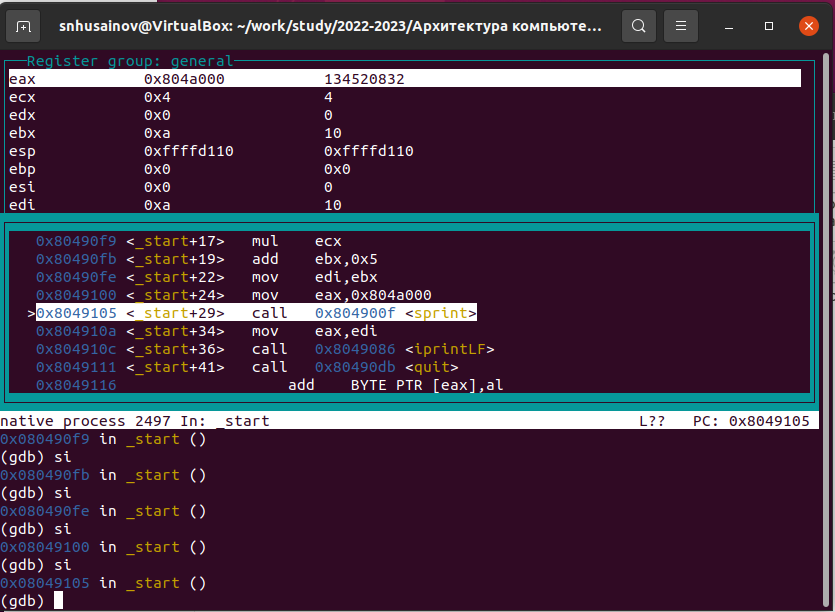 snhusainov@VirtualBox: ~/work/study/2022-2023/Архитектура компьюте...
Register group: general
eax 0x804a000 134520832
ecx 0x4 4
edx 0x0 0
ebx 0xa 10
esp 0xffffd110 0xffffd110
ebp 0x0 0x0
esi 0x0 0
edi 0xa 10
0x80490f9 <_start+17> mul ecx
0x80490fb <_start+19> add ebx,0x5
0x80490fe <_start+22> mov edi,ebx
0x8049100 <_start+24> mov eax,0x804a000
>0x8049105 <_start+29> call 0x804900f <sprint>
0x804910a <_start+34> mov eax,edi
0x804910c <_start+36> call 0x8049086 <iprintLF>
0x8049111 <_start+41> call 0x80490db <quit>
0x8049116 add BYTE PTR [eax],al
native process 2497 In: _start L?? PC: 0x8049105
0x080490f9 in _start ()
(gdb) si
0x080490fb in _start ()
(gdb) si
0x080490fe in _start ()
(gdb) si
0x08049100 in _start ()
(gdb) si
0x08049105 in _start ()
(gdb)